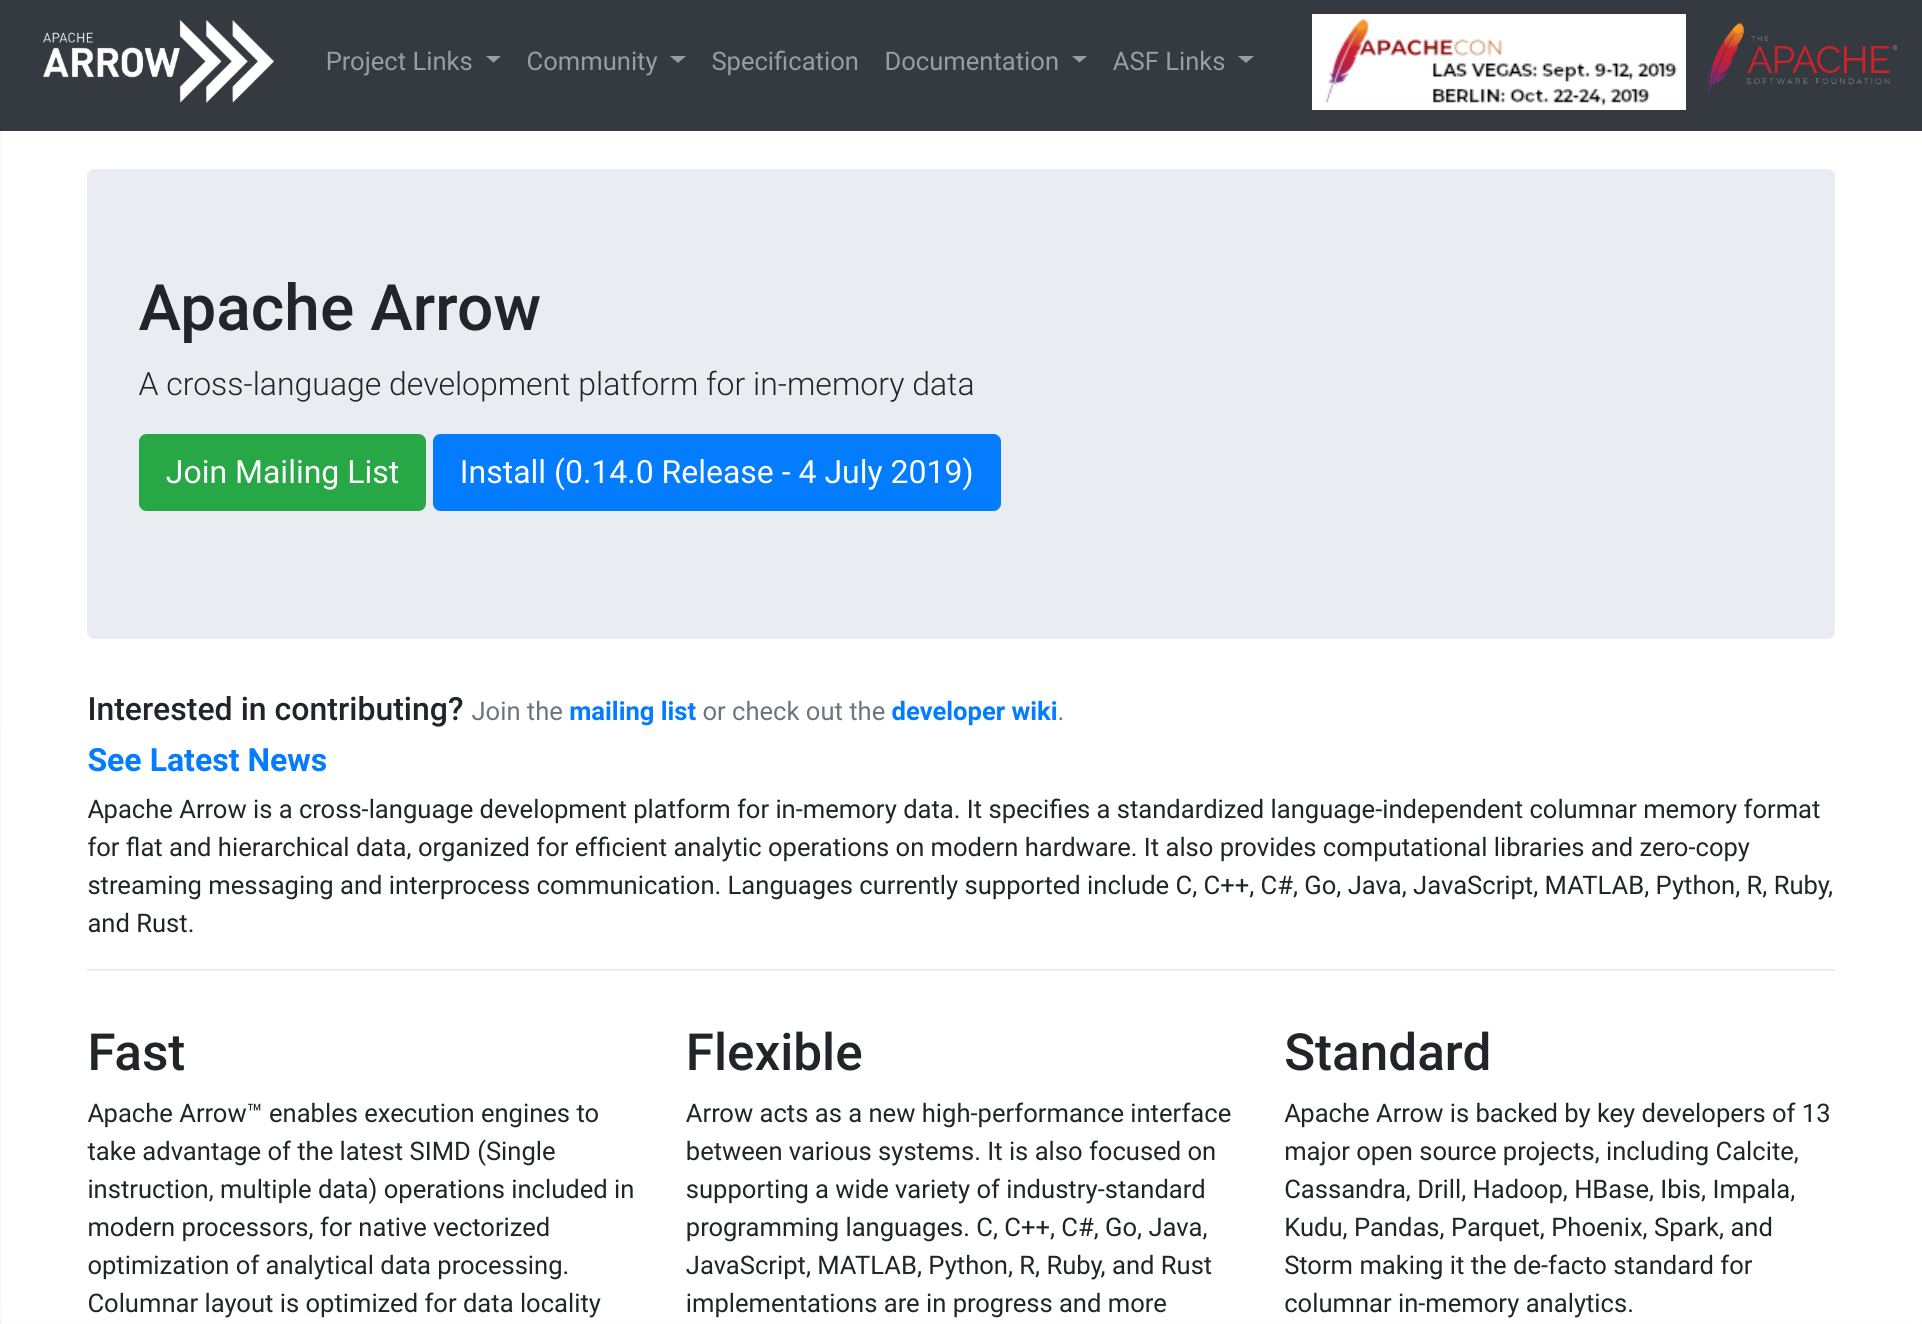 APACHE
ARROW
Project Links
Community
Specification
Documentation
ASF Links
APACHECON
LAS VEGAS: Sept. 9-12, 2019
BERLIN: Oct. 22-24, 2019
THE
APACHE®
SOFTWARE FOUNDATION
Apache Arrow
A cross-language development platform for in-memory data
Join Mailing List
Install (0.14.0 Release - 4 July 2019)
Interested in contributing? Join the mailing list or check out the developer wiki.
See Latest News
Apache Arrow is a cross-language development platform for in-memory data. It specifies a standardized language-independent columnar memory format
for flat and hierarchical data, organized for efficient analytic operations on modern hardware. It also provides computational libraries and zero-copy
streaming messaging and interprocess communication. Languages currently supported include C, C++, C#, Go, Java, JavaScript, MATLAB, Python, R, Ruby,
and Rust.
Fast
Apache Arrow™ enables execution engines to
take advantage of the latest SIMD (Single
instruction, multiple data) operations included in
modern processors, for native vectorized
optimization of analytical data processing.
Columnar layout is optimized for data locality
Flexible
Arrow acts as a new high-performance interface
between various systems. It is also focused on
supporting a wide variety of industry-standard
programming languages. C, C++, C#, Go, Java,
JavaScript, MATLAB, Python, R, Ruby, and Rust
implementations are in progress and more
Standard
Apache Arrow is backed by key developers of 13
major open source projects, including Calcite,
Cassandra, Drill, Hadoop, HBase, Ibis, Impala,
Kudu, Pandas, Parquet, Phoenix, Spark, and
Storm making it the de-facto standard for
columnar in-memory analytics.